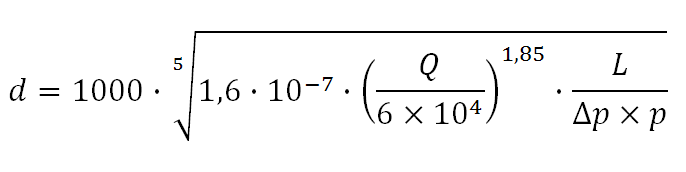 d = 1000 · ⁵√(1,6 · 10⁻⁷ · (Q / (6 × 10⁴))^1,85 · L / (Δp × p))